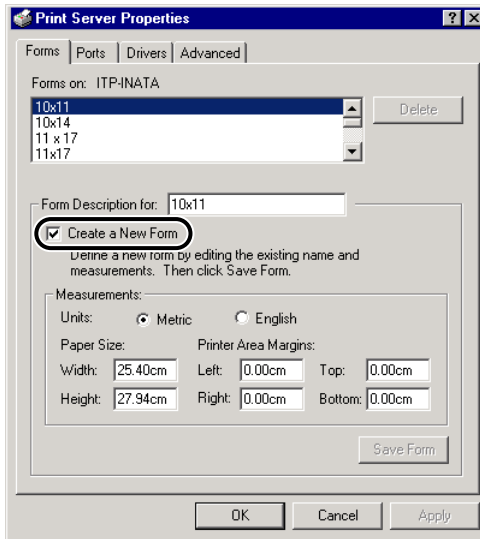 Print Server Properties
Forms Ports Drivers Advanced
Forms on: ITP-INATA
10x11
10x14
11 x 17
11x17
Delete
Form Description for: 10x11
Create a New Form
Define a new form by editing the existing name and
measurements. Then click Save Form.
Measurements:
Units: Metric English
Paper Size: Printer Area Margins:
Width: 25.40cm Left: 0.00cm Top: 0.00cm
Height: 27.94cm Right: 0.00cm Bottom: 0.00cm
Save Form
OK Cancel Apply